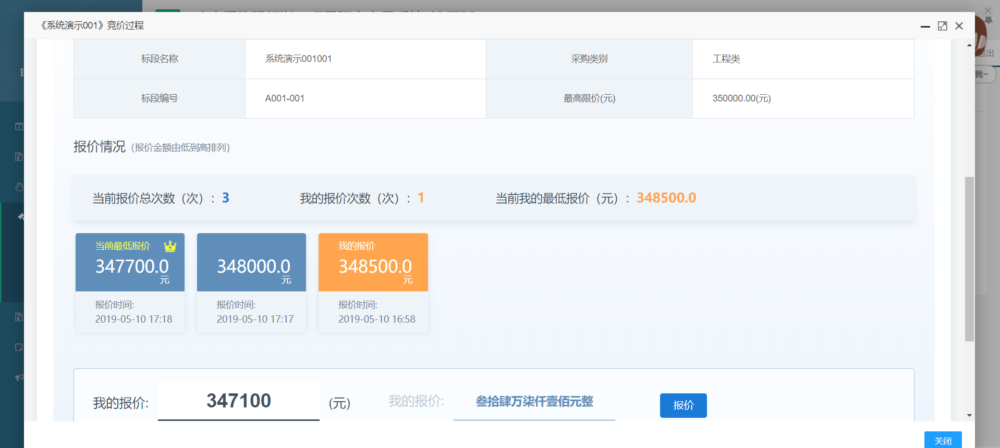 《系统演示001》竞价过程
标段名称 系统演示001001 采购类别 工程类
标段编号 A001-001 最高限价(元) 350000.00(元)
报价情况（报价金额由低到高排列）
当前报价总次数（次）：3 我的报价次数（次）：1 当前我的最低报价（元）：348500.0
当前最低报价
347700.0
元
报价时间:
2019-05-10 17:18
348000.0
元
报价时间:
2019-05-10 17:17
我的报价
348500.0
元
报价时间:
2019-05-10 16:58
我的报价: 347100 (元) 我的报价: 叁拾肆万柒仟壹佰元整 报价
关闭
退出
我~